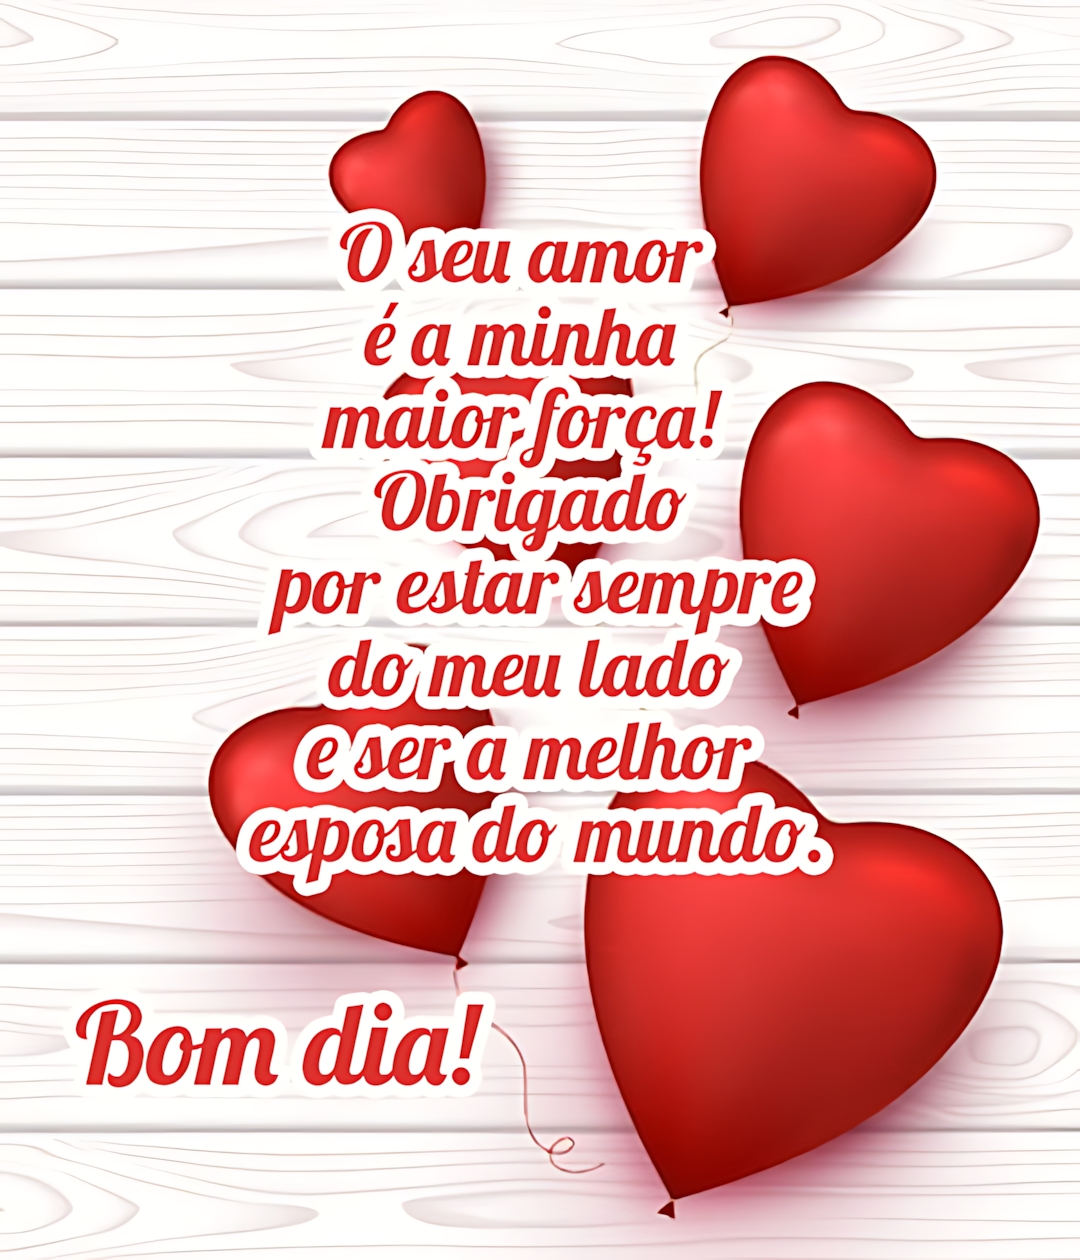 O seu amor
é a minha
maior força!
Obrigado
por estar sempre
do meu lado
e ser a melhor
esposa do mundo.
Bom dia!